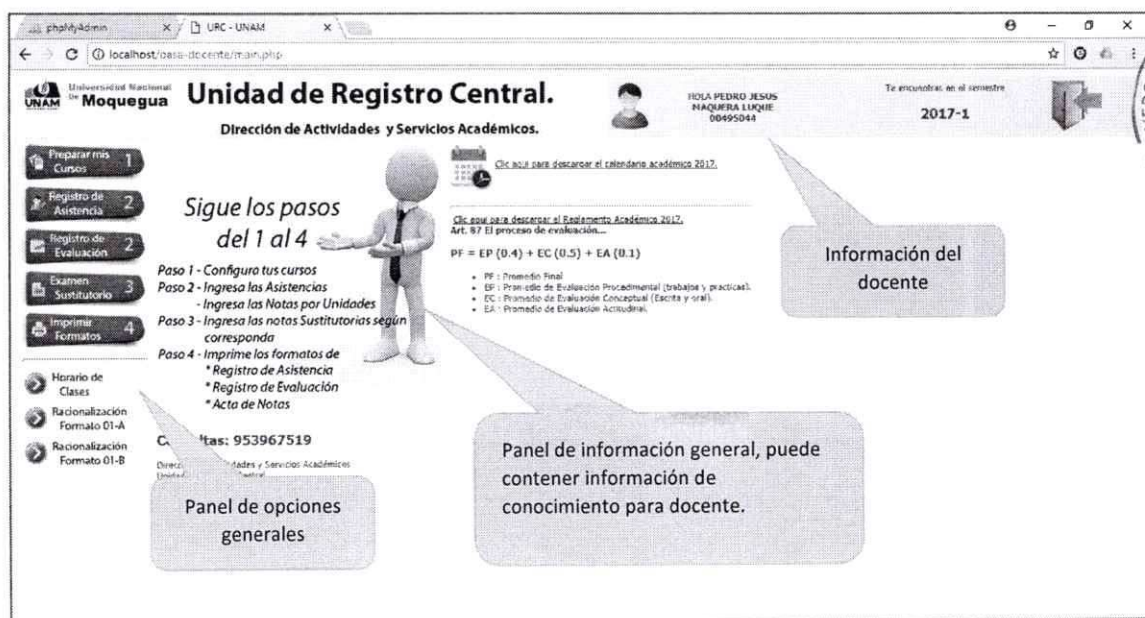 phpMyAdmin
URC - UNAM
localhost/oasa-docente/main.php
UNAM
Universidad Nacional
De Moquegua
Unidad de Registro Central.
Dirección de Actividades y Servicios Académicos.
HOLA PEDRO JESUS
MAQUERA LUQUE
00495044
Te encuentras en el semestre
2017-1
Preparar mis
Cursos
1
Registro de
Asistencia
2
Registro de
Evaluación
2
Examen
Sustitutorio
3
Imprimir
Formatos
4
Horario de
Clases
Racionalización
Formato 01-A
Racionalización
Formato 01-B
Sigue los pasos
del 1 al 4
Paso 1 - Configura tus cursos
Paso 2 - Ingresa las Asistencias
- Ingresa las Notas por Unidades
Paso 3 - Ingresa las notas Sustitutorias según
corresponda
Paso 4 - Imprime los formatos de
* Registro de Asistencia
* Registro de Evaluación
* Acta de Notas
tas: 953967519
dades y Servicios Académicos
Clic aqui para descargar el calendario académico 2017.
Clic aqui para descargar el Reglamento Académico 2017.
Art. 87 El proceso de evaluación...
PF = EP (0.4) + EC (0.5) + EA (0.1)
• PF : Promedio Final
• EP : Promedio de Evaluación Procedimental (trabajos y practicas).
• EC : Promedio de Evaluación Conceptual (Escrita y oral).
• EA : Promedio de Evaluación Actitudinal.
Información del
docente
Panel de información general, puede
contener información de
conocimiento para docente.
Panel de opciones
generales